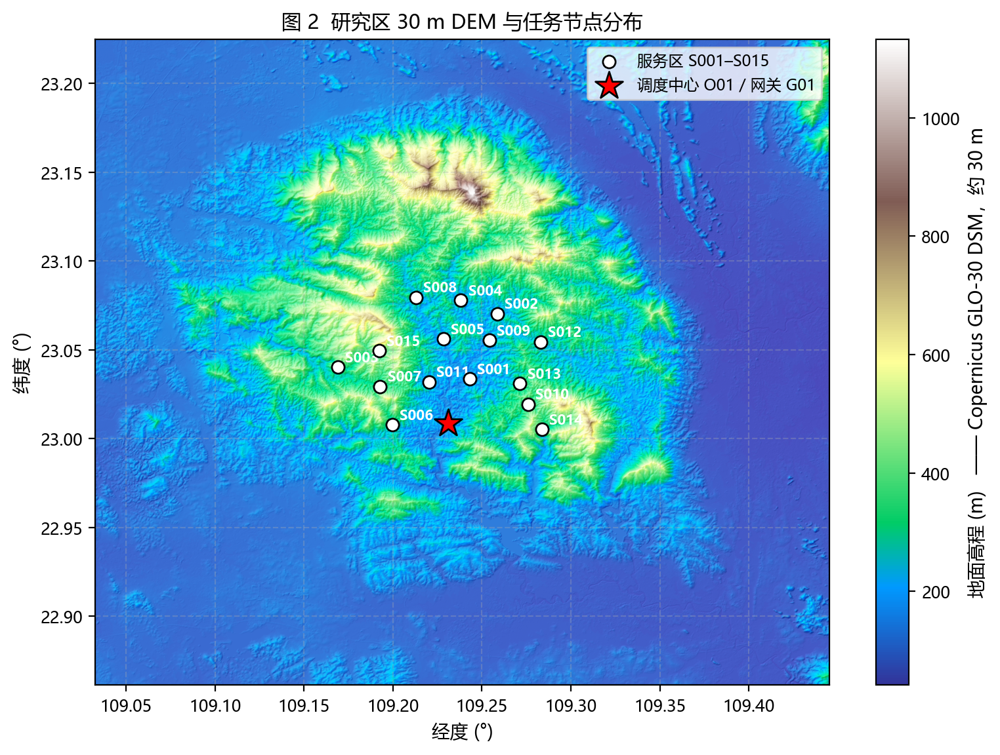 图 2 研究区 30 m DEM 与任务节点分布
服务区 S001–S015
调度中心 O01 / 网关 G01
23.20
23.15
23.10
23.05
23.00
22.95
22.90
纬度 (°)
S008
S004
S002
S005
S009
S012
S015
S003
S007
S011
S001
S013
S010
S006
S014
109.05
109.10
109.15
109.20
109.25
109.30
109.35
109.40
经度 (°)
1000
800
600
400
200
地面高程 (m) —— Copernicus GLO-30 DSM，约 30 m